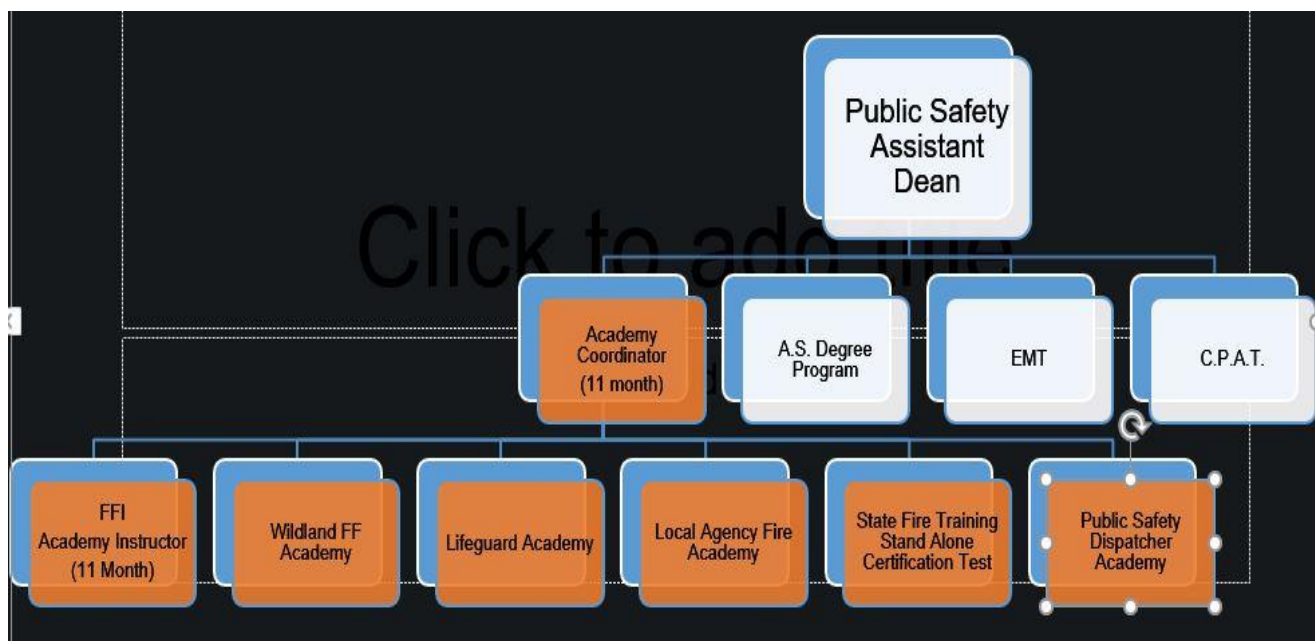 Public Safety
Assistant
Dean
Click to add title
Academy
Coordinator
(11 month)
A.S. Degree
Program
EMT
C.P.A.T.
FFI
Academy Instructor
(11 Month)
Wildland FF
Academy
Lifeguard Academy
Local Agency Fire
Academy
State Fire Training
Stand Alone
Certification Test
Public Safety
Dispatcher
Academy